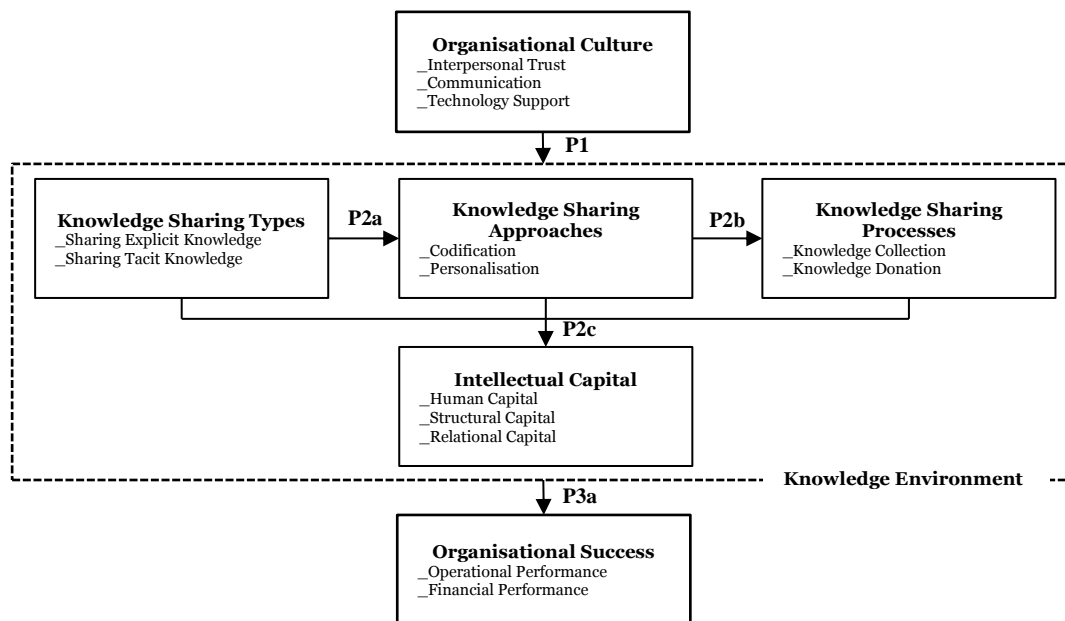 Organisational Culture
_Interpersonal Trust
_Communication
_Technology Support
P1
Knowledge Sharing Types
_Sharing Explicit Knowledge
_Sharing Tacit Knowledge
P2a
Knowledge Sharing
Approaches
_Codification
_Personalisation
P2b
Knowledge Sharing
Processes
_Knowledge Collection
_Knowledge Donation
P2c
Intellectual Capital
_Human Capital
_Structural Capital
_Relational Capital
Knowledge Environment
P3a
Organisational Success
_Operational Performance
_Financial Performance